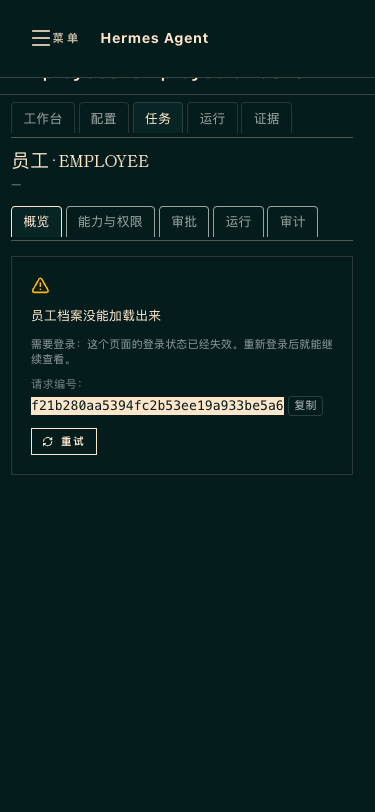 菜单
Hermes Agent
工作台
配置
任务
运行
证据
员工·EMPLOYEE
—
概览
能力与权限
审批
运行
审计
员工档案没能加载出来
需要登录：这个页面的登录状态已经失效。重新登录后就能继
续查看。
请求编号：
f21b280aa5394fc2b53ee19a933be5a6
复制
重试